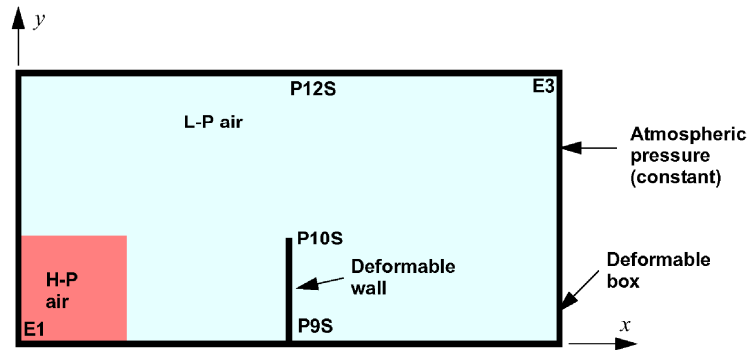 y
P12S
E3
L-P air
Atmospheric
pressure
(constant)
P10S
Deformable
wall
H-P
air
Deformable
box
E1
P9S
x